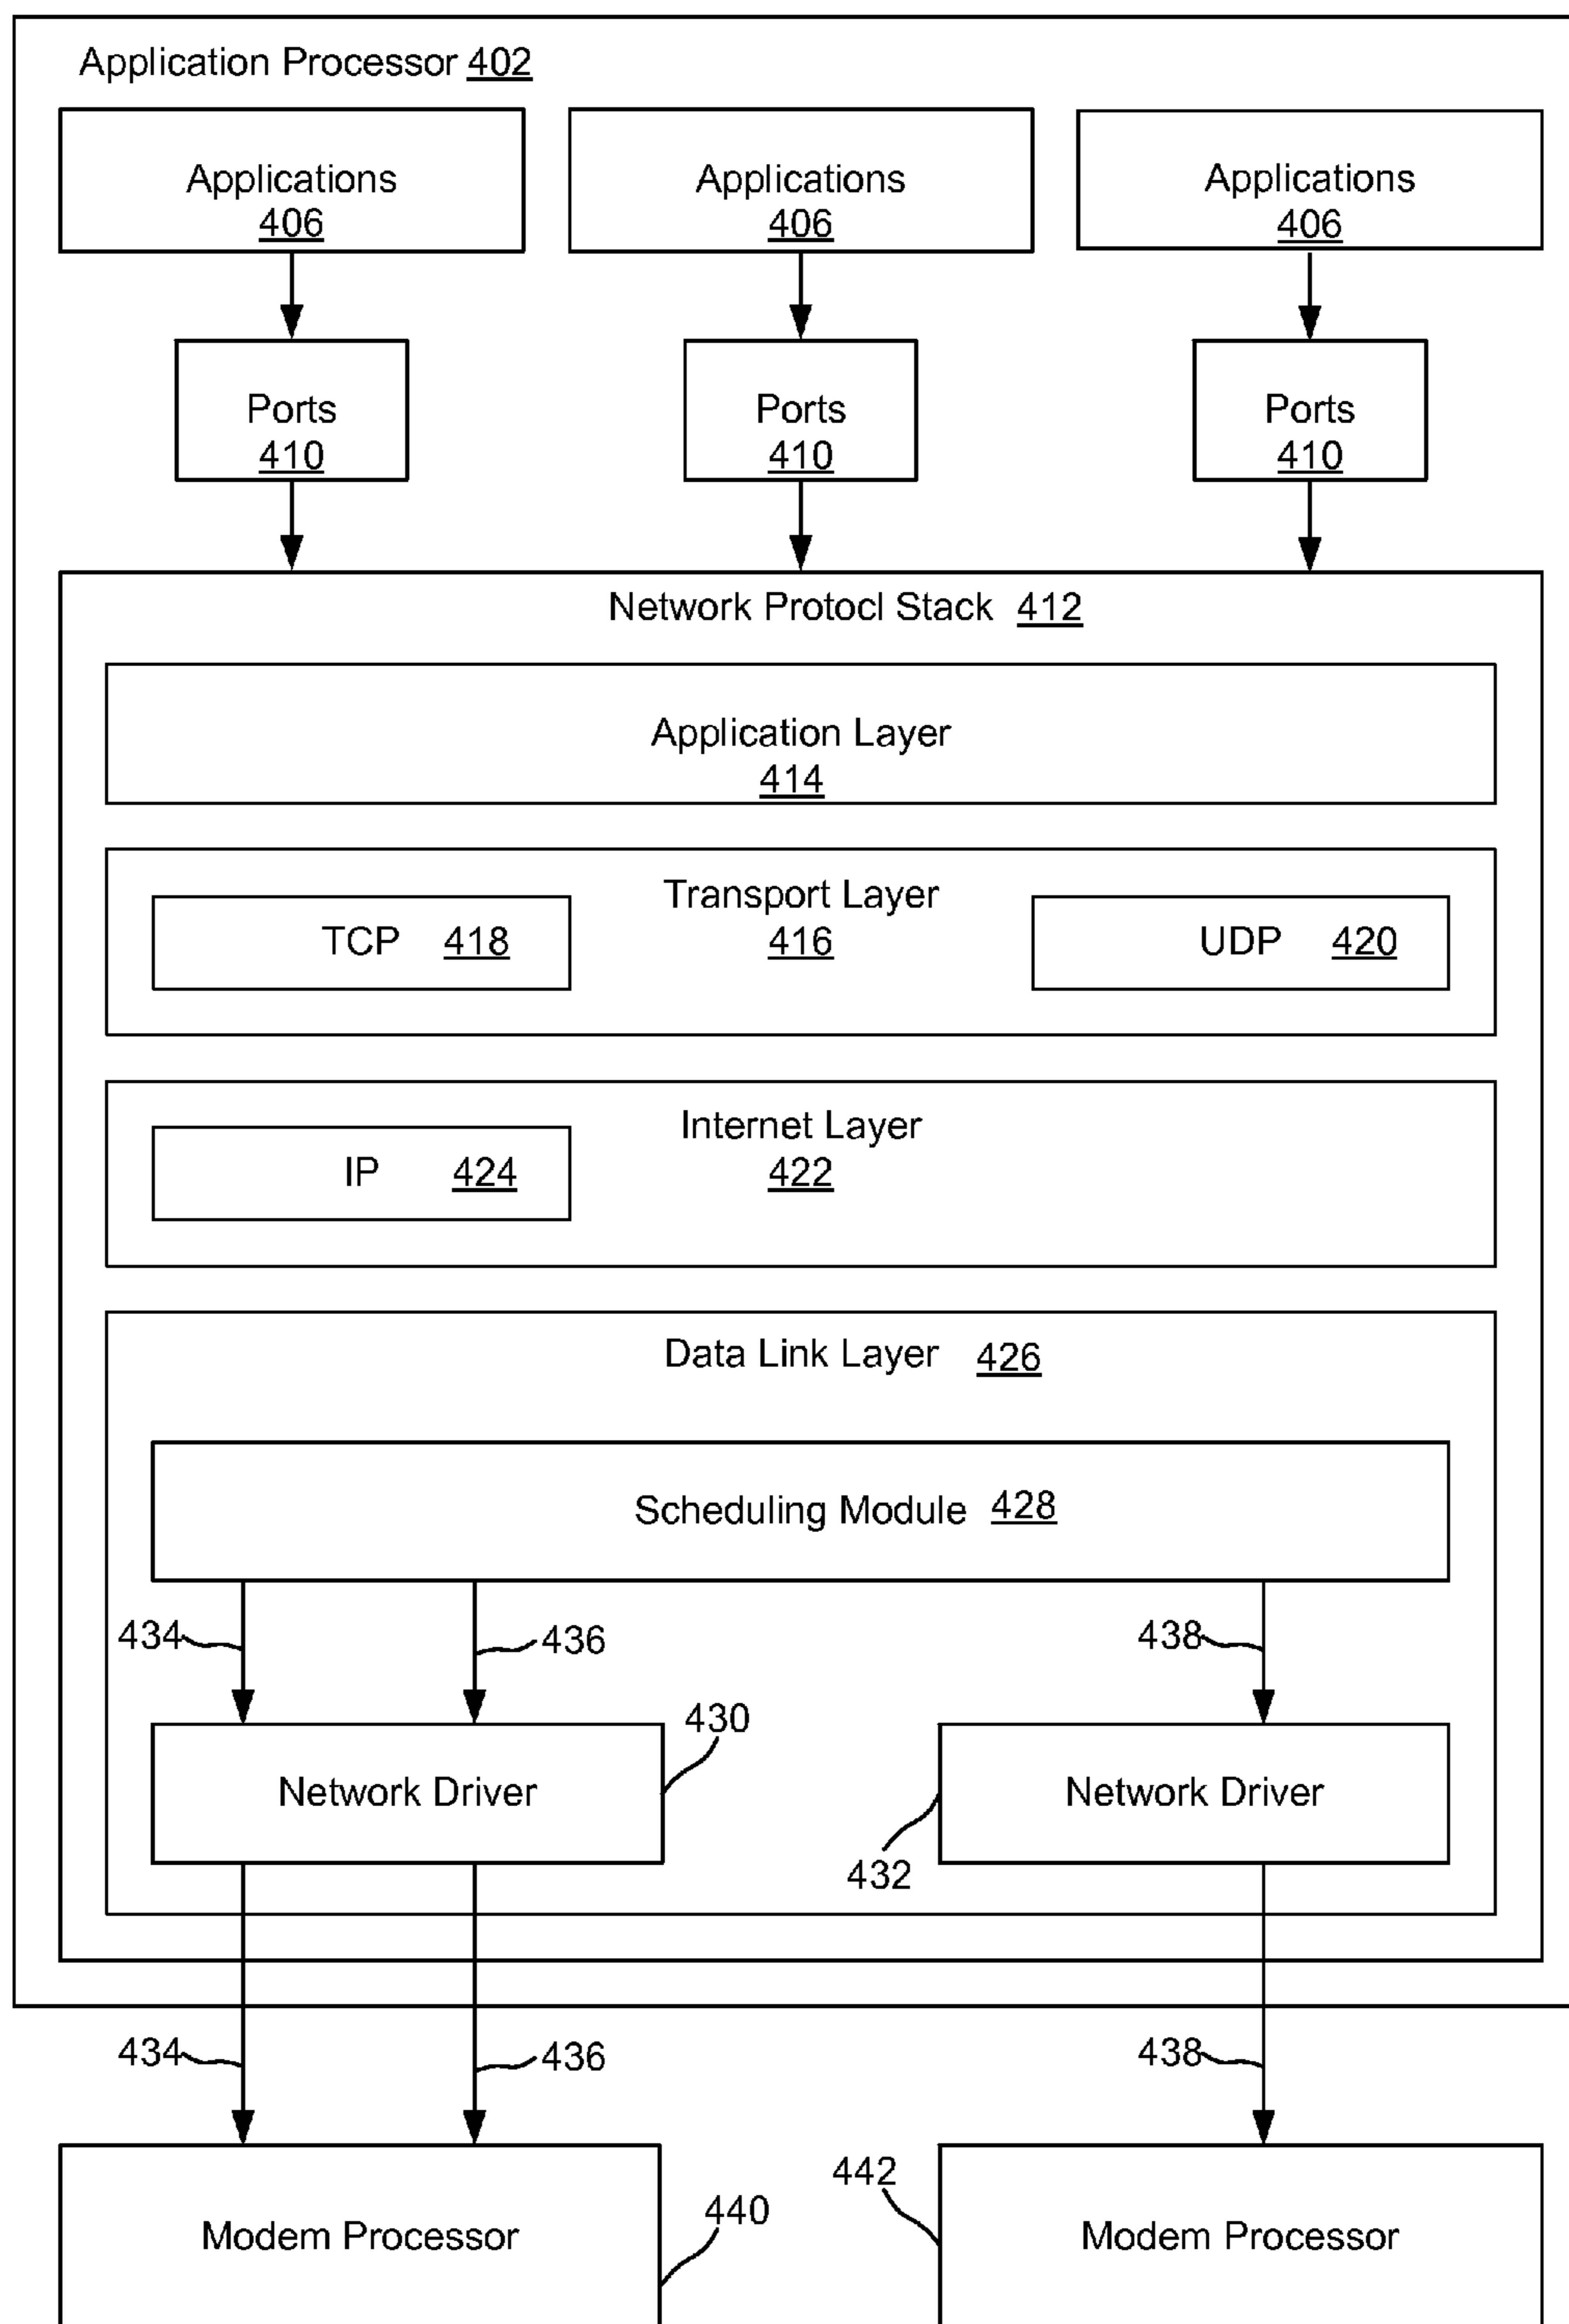 Application Processor 402
Applications
406
Applications
406
Applications
406
Ports
410
Ports
410
Ports
410
Network Protocl Stack 412
Application Layer
414
Transport Layer
416
TCP 418
UDP 420
Internet Layer
422
IP 424
Data Link Layer 426
Scheduling Module 428
434
436
438
430
Network Driver
Network Driver
432
434
436
438
442
440
Modem Processor
Modem Processor